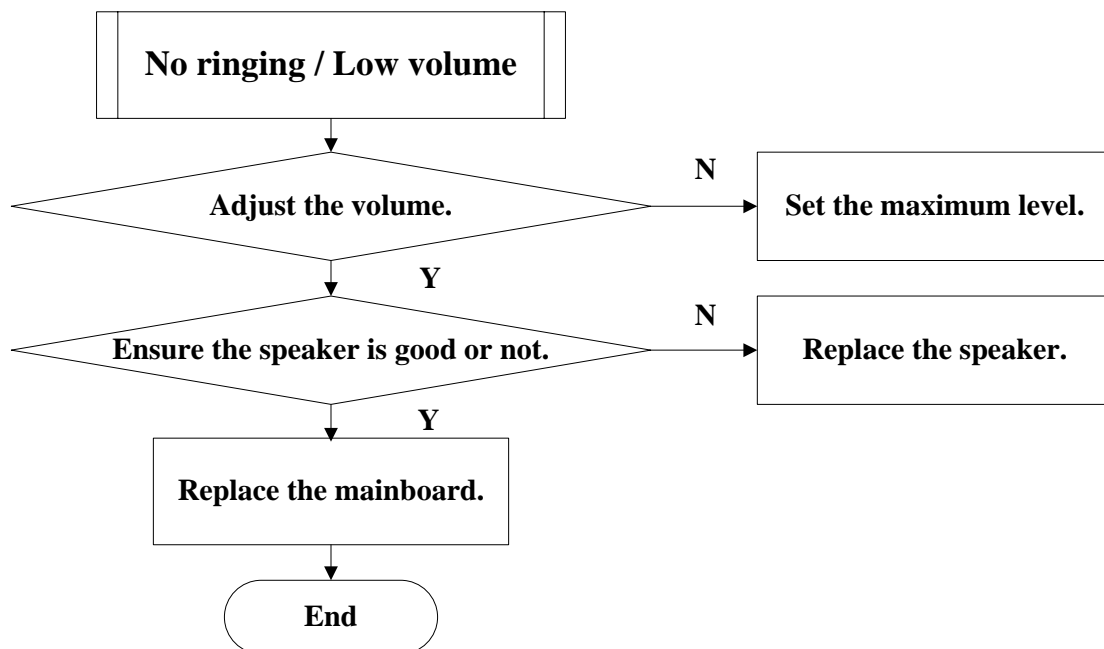 No ringing / Low volume
N
Adjust the volume.
Set the maximum level.
Y
N
Ensure the speaker is good or not.
Replace the speaker.
Y
Replace the mainboard.
End